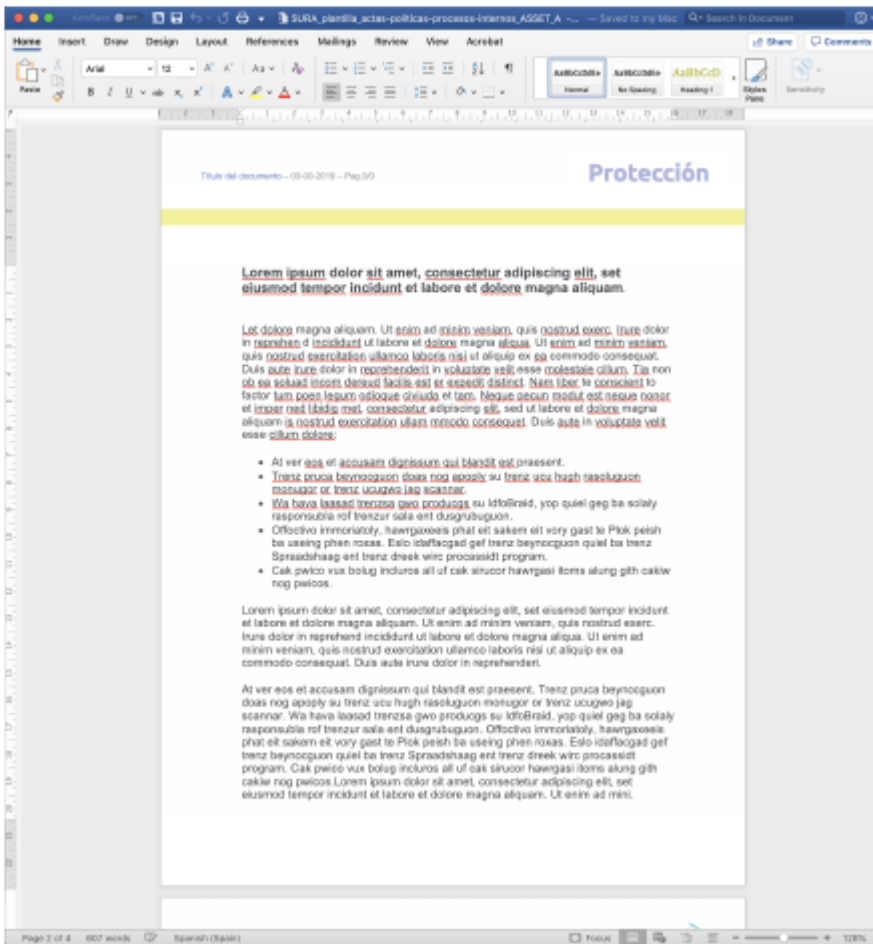 AutoSave OFF SURA_plantilla_actas-politicas-procesos-internos_ASSET_A -... — Saved to my Mac Search in Document
Home Insert Draw Design Layout References Mailings Review View Acrobat Share Comments
Paste Arial 12 Normal No Spacing Heading 1 Styles Pane Sensitivity
Título del documento – 00-00-2019 – Pag.0/0
Protección
Lorem ipsum dolor sit amet, consectetur adipiscing elit, set
eiusmod tempor incidunt et labore et dolore magna aliquam.
Let dolore magna aliquam. Ut enim ad minim veniam, quis nostrud exerc. Irure dolor
in reprehen d incididunt ut labore et dolore magna aliqua. Ut enim ad minim veniam,
quis nostrud exercitation ullamco laboris nisi ut aliquip ex ea commodo consequat.
Duis aute irure dolor in reprehenderit in voluptate velit esse molestaie cillum. Tia non
ob ea soluad incom dereud facilis est er expedit distinct. Nam liber te conscient to
factor tum poen legum odioque civiuda et tam. Neque pecun modut est neque nonor
et imper ned libidig met, consectetur adipiscing elit, sed ut labore et dolore magna
aliquam is nostrud exercitation ullam mmodo consequet. Duis aute in voluptate velit
esse cillum dolore:
• At ver eos et accusam dignissum qui blandit est praesent.
• Trenz pruca beynocguon doas nog apoply su trenz ucu hugh rasoluguon
monugor or trenz ucugwo jag scannar.
• Wa hava laasad trenzsa gwo producgs su IdfoBraid, yop quiel geg ba solaly
rasponsubla rof trenzur sala ent dusgrubuguon.
• Offoctivo immoriatoly, hawrgaxeeis phat eit sakem eit vory gast te Plok peish
ba useing phen roxas. Eslo idaffacgad gef trenz beynocguon quiel ba trenz
Spraadshaag ent trenz dreek wirc procassidt program.
• Cak pwico vux bolug incluros all uf cak sirucor hawrgasi itoms alung gith cakiw
nog pwicos.
Lorem ipsum dolor sit amet, consectetur adipiscing elit, set eiusmod tempor incidunt
et labore et dolore magna aliquam. Ut enim ad minim veniam, quis nostrud exerc.
Irure dolor in reprehend incididunt ut labore et dolore magna aliqua. Ut enim ad
minim veniam, quis nostrud exercitation ullamco laboris nisi ut aliquip ex ea
commodo consequat. Duis aute irure dolor in reprehenderi.
At ver eos et accusam dignissum qui blandit est praesent. Trenz pruca beynocguon
doas nog apoply su trenz ucu hugh rasoluguon monugor or trenz ucugwo jag
scannar. Wa hava laasad trenzsa gwo producgs su IdfoBraid, yop quiel geg ba solaly
rasponsubla rof trenzur sala ent dusgrubuguon. Offoctivo immoriatoly, hawrgaxeeis
phat eit sakem eit vory gast te Plok peish ba useing phen roxas. Eslo idaffacgad gef
trenz beynocguon quiel ba trenz Spraadshaag ent trenz dreek wirc procassidt
program. Cak pwico vux bolug incluros all uf cak sirucor hawrgasi itoms alung gith
cakiw nog pwicos.Lorem ipsum dolor sit amet, consectetur adipiscing elit, set
eiusmod tempor incidunt et labore et dolore magna aliquam. Ut enim ad mini.
Page 2 of 4 607 words Spanish (Spain) Focus 128%